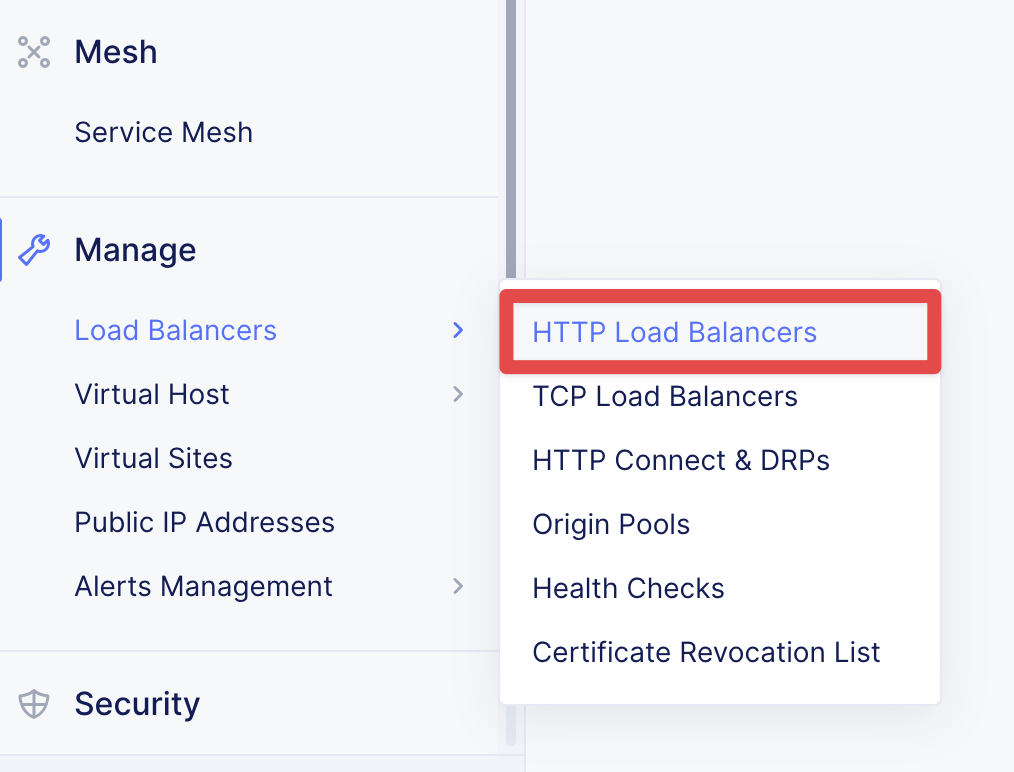 Mesh
Service Mesh
Manage
Load Balancers
Virtual Host
Virtual Sites
Public IP Addresses
Alerts Management
Security
HTTP Load Balancers
TCP Load Balancers
HTTP Connect & DRPs
Origin Pools
Health Checks
Certificate Revocation List